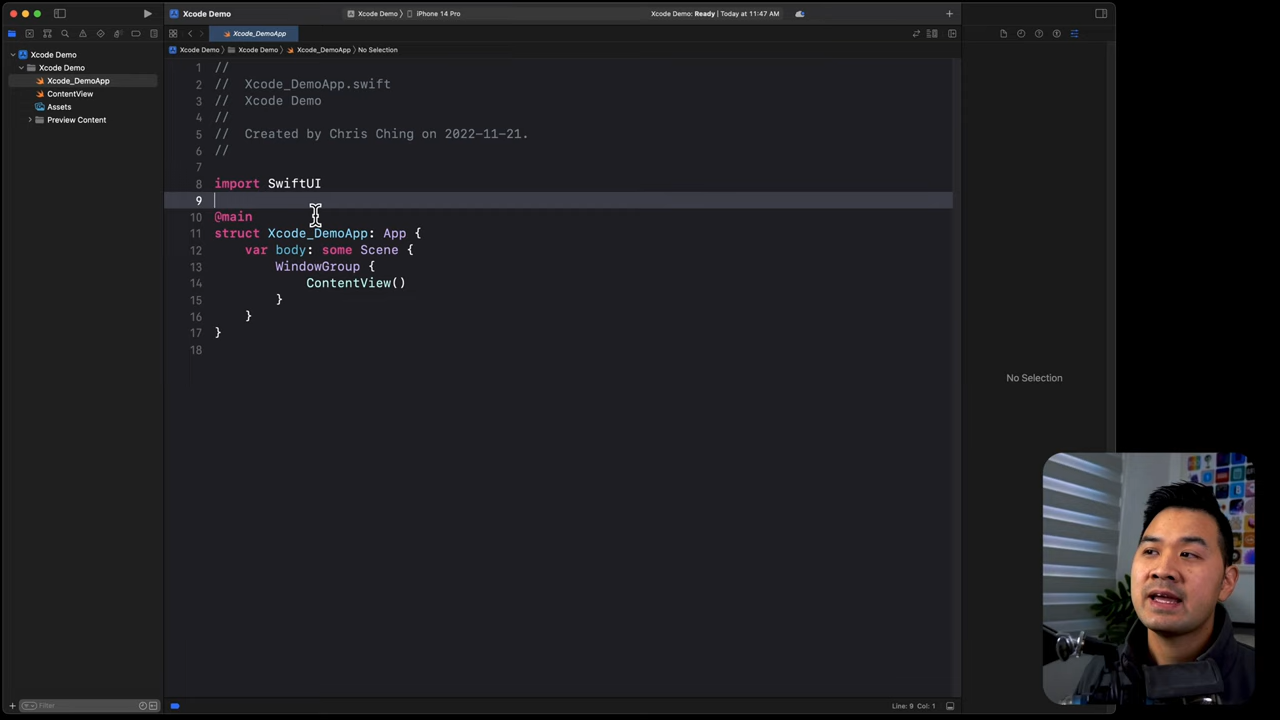 Xcode Demo
Xcode Demo 〉 iPhone 14 Pro
Xcode Demo: Ready | Today at 11:47 AM
Xcode_DemoApp
Xcode Demo 〉 Xcode Demo 〉 Xcode_DemoApp 〉 No Selection
Xcode Demo
Xcode Demo
Xcode_DemoApp
ContentView
Assets
Preview Content
1 //
2 //  Xcode_DemoApp.swift
3 //  Xcode Demo
4 //
5 //  Created by Chris Ching on 2022-11-21.
6 //
7
8 import SwiftUI
9
10 @main
11 struct Xcode_DemoApp: App {
12     var body: some Scene {
13         WindowGroup {
14             ContentView()
15         }
16     }
17 }
18
No Selection
Filter
Line: 9 Col: 1